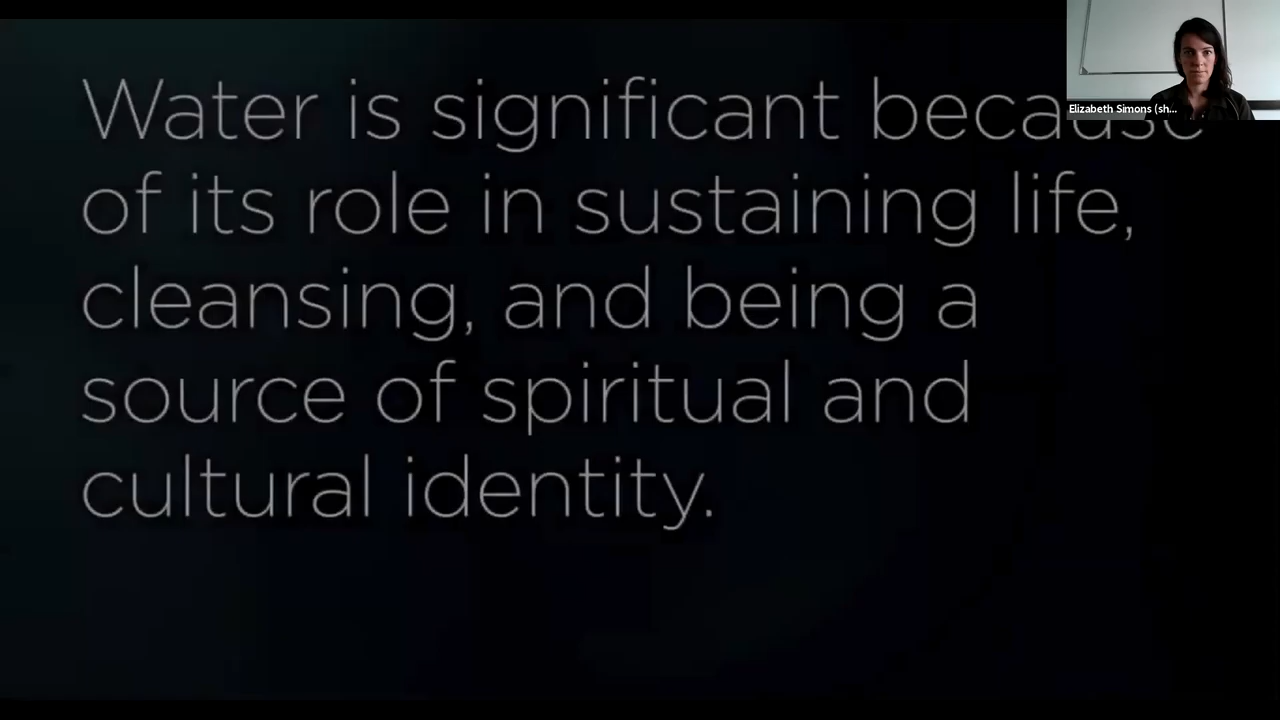 Water is significant because
of its role in sustaining life,
cleansing, and being a
source of spiritual and
cultural identity.
Elizabeth Simons (sh...